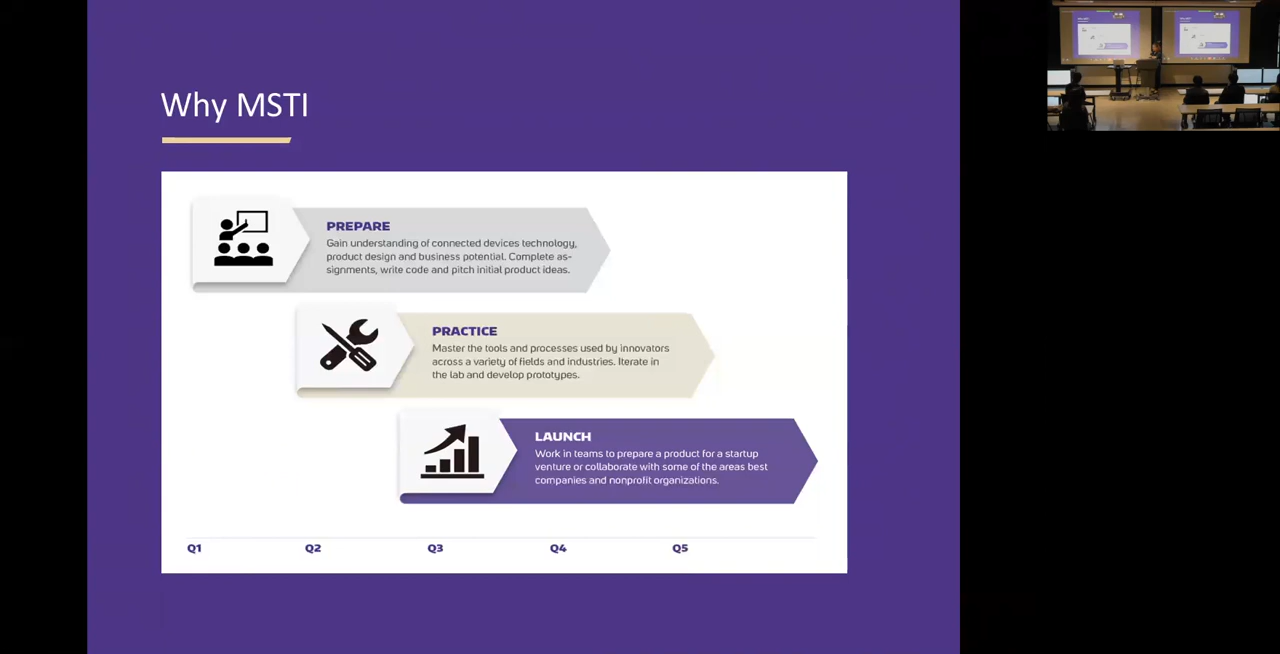 Why MSTI
PREPARE
Gain understanding of connected devices technology,
product design and business potential. Complete as-
signments, write code and pitch initial product ideas.
PRACTICE
Master the tools and processes used by innovators
across a variety of fields and industries. Iterate in
the lab and develop prototypes.
LAUNCH
Work in teams to prepare a product for a startup
venture or collaborate with some of the areas best
companies and nonprofit organizations.
Q1 Q2 Q3 Q4 Q5